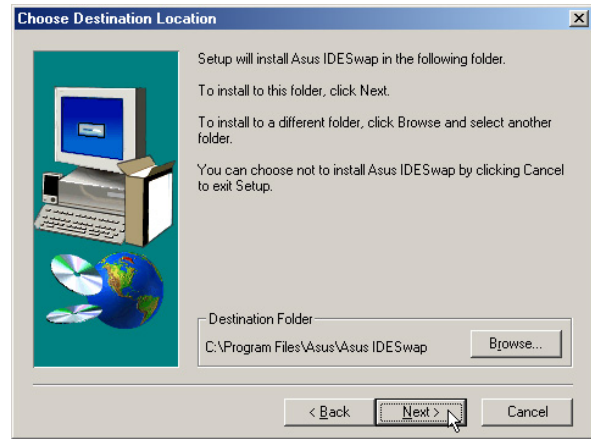 Choose Destination Location
Setup will install Asus IDESwap in the following folder.
To install to this folder, click Next.
To install to a different folder, click Browse and select another
folder.
You can choose not to install Asus IDESwap by clicking Cancel
to exit Setup.
Destination Folder
C:\Program Files\Asus\Asus IDESwap
Browse...
< Back
Next >
Cancel